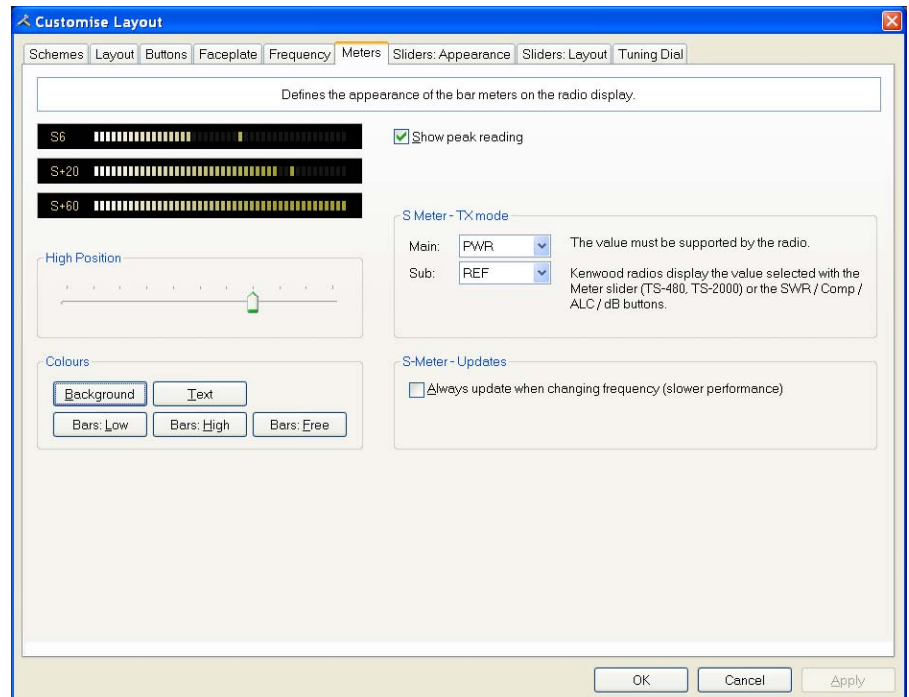 Customise Layout
Schemes Layout Buttons Faceplate Frequency Meters Sliders: Appearance Sliders: Layout Tuning Dial
Defines the appearance of the bar meters on the radio display.
S6
S+20
S+60
Show peak reading
High Position
S Meter - TX mode
Main: PWR
The value must be supported by the radio.
Sub: REF
Kenwood radios display the value selected with the
Meter slider (TS-480, TS-2000) or the SWR / Comp /
ALC / dB buttons.
Colours
Background Text
Bars: Low Bars: High Bars: Free
S-Meter - Updates
Always update when changing frequency (slower performance)
OK Cancel Apply